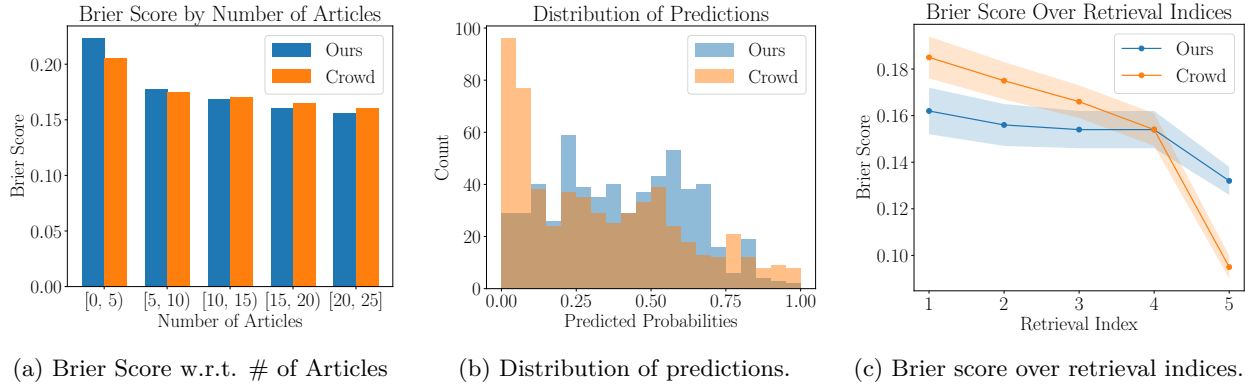 Brier Score by Number of Articles
Ours
Crowd
Brier Score
0.20
0.15
0.10
0.05
0.00
[0, 5)
[5, 10)
[10, 15)
[15, 20)
[20, 25]
Number of Articles
(a) Brier Score w.r.t. # of Articles
Distribution of Predictions
Ours
Crowd
Count
100
80
60
40
20
0
0.00
0.25
0.50
0.75
1.00
Predicted Probabilities
(b) Distribution of predictions.
Brier Score Over Retrieval Indices
Ours
Crowd
Brier Score
0.18
0.16
0.14
0.12
0.10
1
2
3
4
5
Retrieval Index
(c) Brier score over retrieval indices.